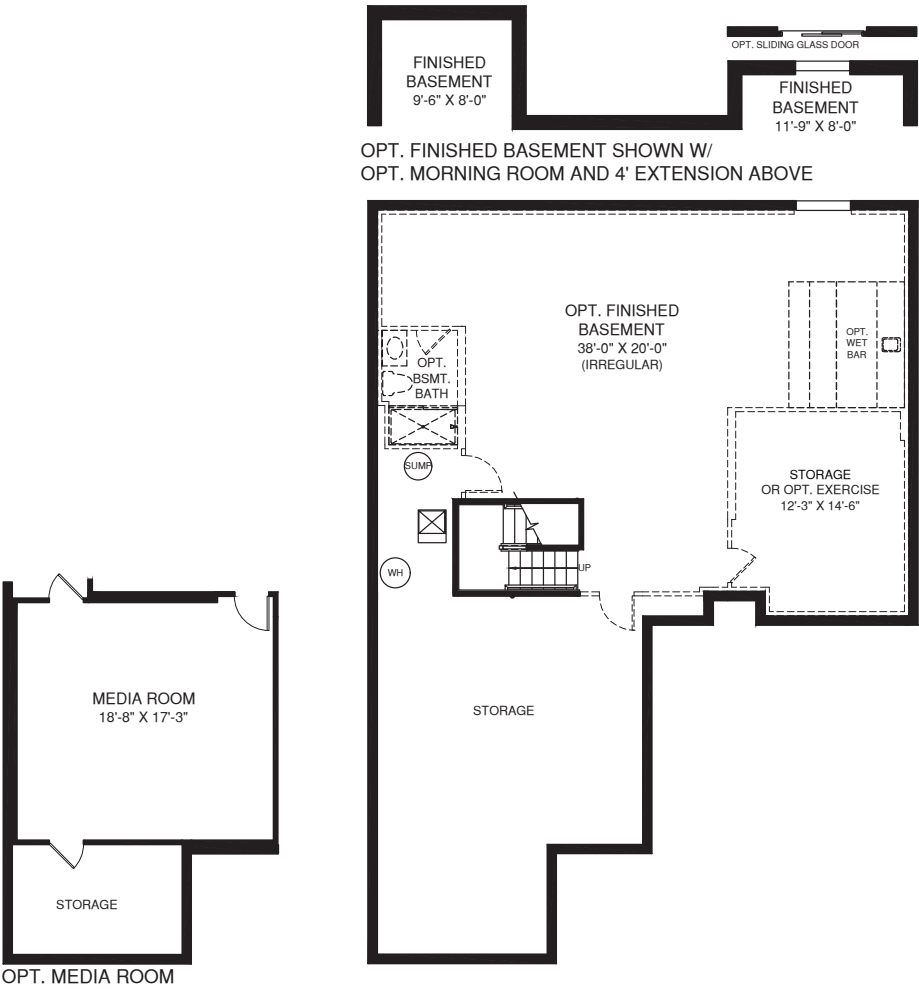 OPT. SLIDING GLASS DOOR
FINISHED
BASEMENT
9'-6" X 8'-0"
FINISHED
BASEMENT
11'-9" X 8'-0"
OPT. FINISHED BASEMENT SHOWN W/
OPT. MORNING ROOM AND 4' EXTENSION ABOVE
OPT. FINISHED
BASEMENT
38'-0" X 20'-0"
(IRREGULAR)
OPT.
WET
BAR
OPT.
BSMT.
BATH
SUMP
STORAGE
OR OPT. EXERCISE
12'-3" X 14'-6"
WH
UP
STORAGE
MEDIA ROOM
18'-8" X 17'-3"
STORAGE
OPT. MEDIA ROOM